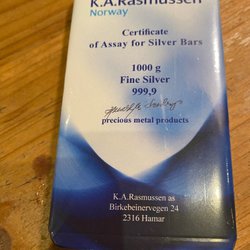 K.A.Rasmussen
Norway
Certificate
of Assay for Silver Bars
1000 g
Fine Silver
999,9
precious metal products
K.A.Rasmussen as
Birkebeinervegen 24
2316 Hamar